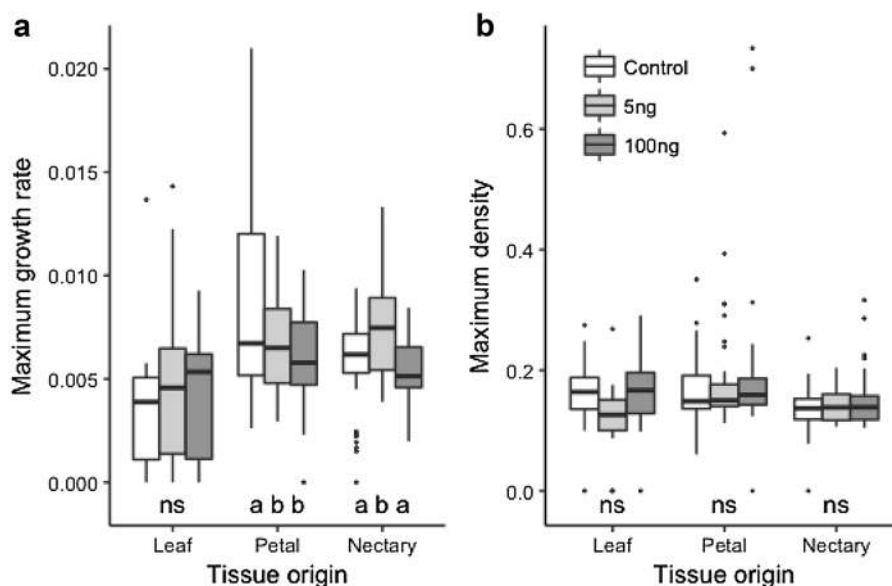 a
Maximum growth rate
0.020
0.015
0.010
0.005
0.000
ns
a b b
a b a
Leaf
Petal
Nectary
Tissue origin
b
Control
5ng
100ng
Maximum density
0.6
0.4
0.2
0.0
ns
ns
ns
Leaf
Petal
Nectary
Tissue origin